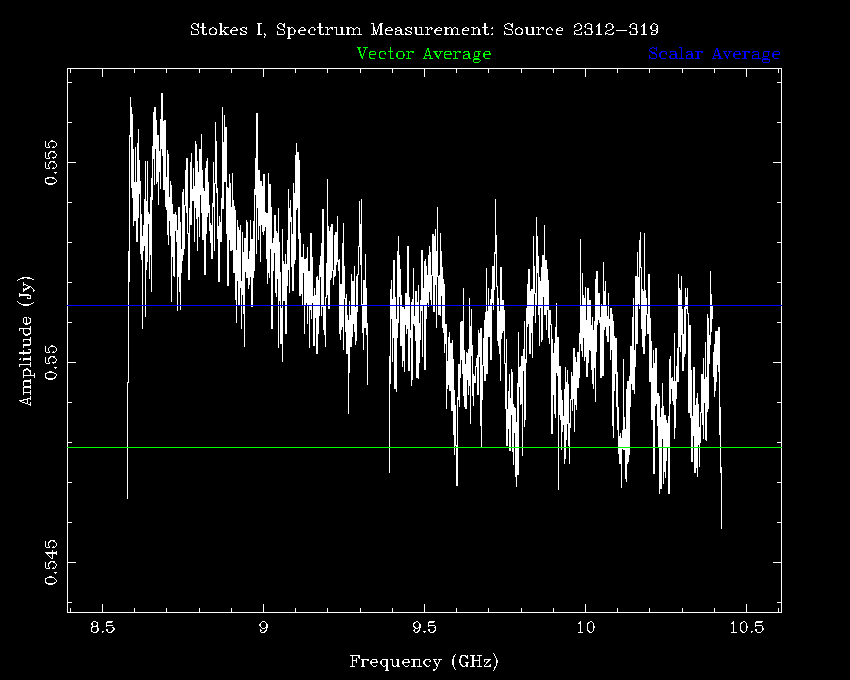 Stokes I, Spectrum Measurement: Source 2312-319
Vector Average
Scalar Average
0.555
0.55
0.545
Amplitude (Jy)
8.5
9
9.5
10
10.5
Frequency (GHz)